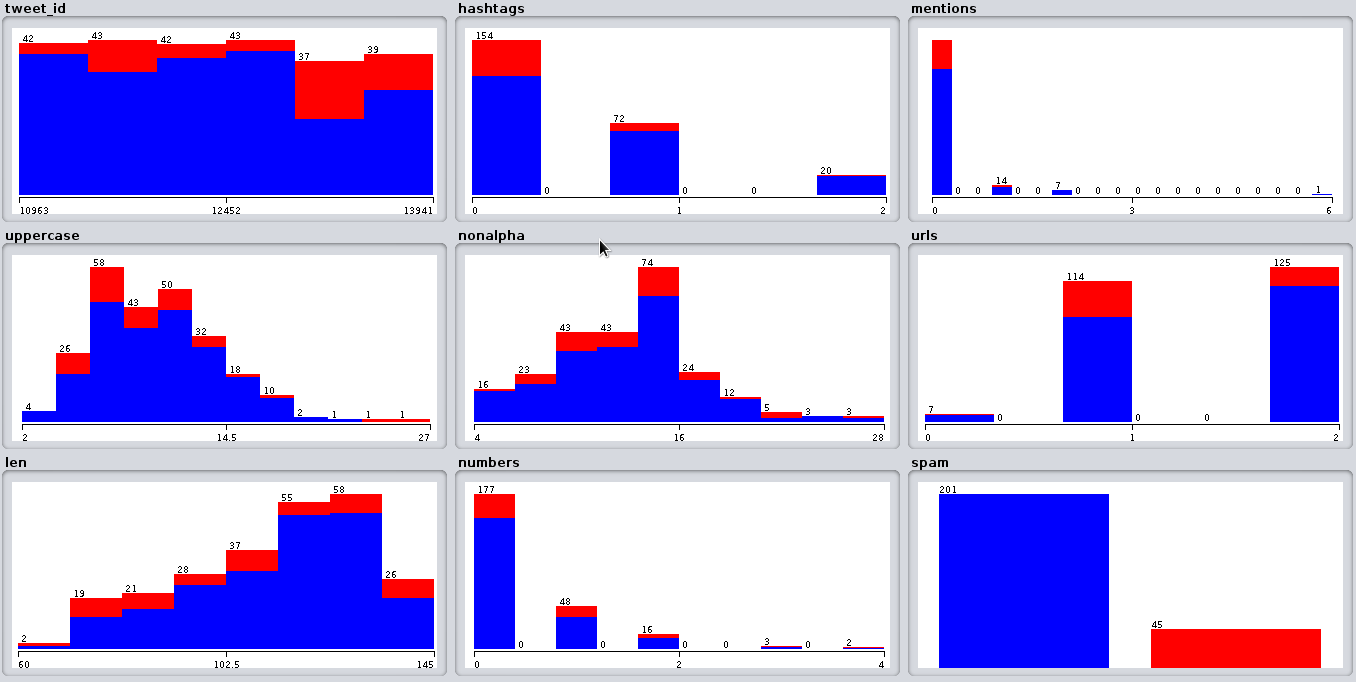 tweet_id
42 43 42 43 37 39
10963 12452 13941
hashtags
154 0 72 0 0 20
0 1 2
mentions
0 0 14 0 0 7 0 0 0 0 0 0 0 0 0 0 0 0 1
0 3 6
uppercase
4 26 58 43 50 32 18 10 2 1 1 1
2 14.5 27
nonalpha
16 23 43 43 74 24 12 5 3 3
4 16 28
urls
7 0 114 0 0 125
0 1 2
len
2 19 21 28 37 55 58 26
60 102.5 145
numbers
177 0 48 0 16 0 0 3 0 2
0 2 4
spam
201 45